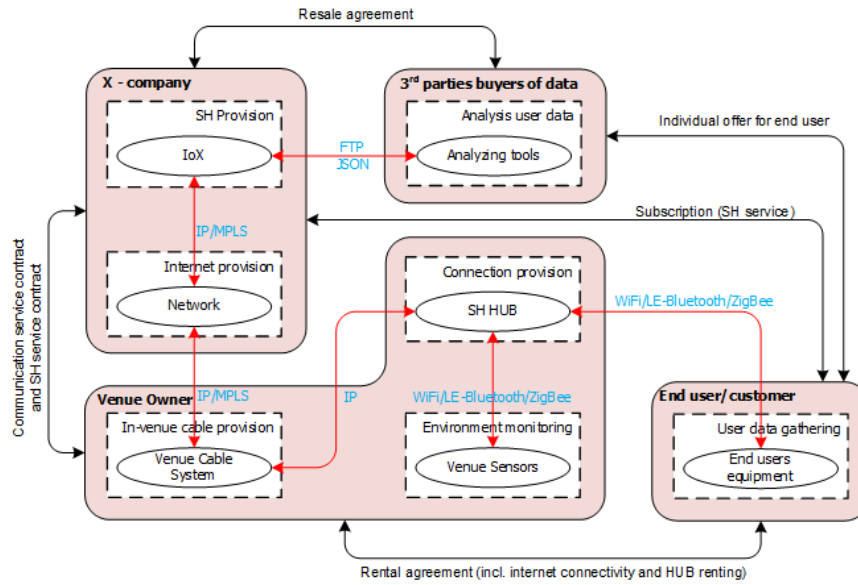 Resale agreement
X - company
3rd parties buyers of data
SH Provision
IoX
Analysis user data
Analyzing tools
FTP
JSON
Individual offer for end user
IP/MPLS
Subscription (SH service)
Internet provision
Network
Connection provision
SH HUB
WiFi/LE-Bluetooth/ZigBee
Communication service contract
and SH service contract
Venue Owner
IP/MPLS
IP
WiFi/LE-Bluetooth/ZigBee
End user/ customer
In-venue cable provision
Venue Cable
System
Environment monitoring
Venue Sensors
User data gathering
End users
equipment
Rental agreement (incl. internet connectivity and HUB renting)